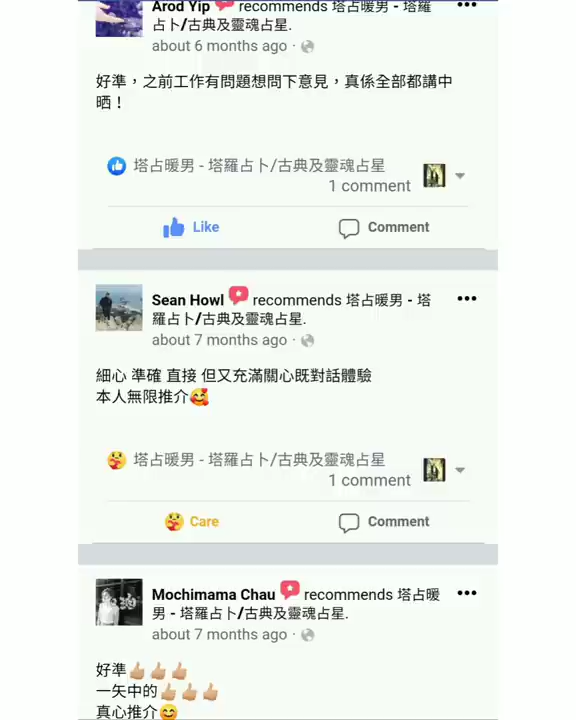 Arod Yip recommends 塔占暖男 - 塔羅
占卜/古典及靈魂占星.
about 6 months ago ·
好準，之前工作有問題想問下意見，真係全部都講中
晒！
塔占暖男 - 塔羅占卜/古典及靈魂占星
1 comment
Like
Comment
Sean Howl recommends 塔占暖男 - 塔
羅占卜/古典及靈魂占星.
about 7 months ago ·
細心 準確 直接 但又充滿關心既對話體驗
本人無限推介🥰
塔占暖男 - 塔羅占卜/古典及靈魂占星
1 comment
Care
Comment
Mochimama Chau recommends 塔占暖
男 - 塔羅占卜/古典及靈魂占星.
about 7 months ago ·
好準👍🏼👍🏼👍🏼
一矢中的👍🏼👍🏼👍🏼
真心推介😊